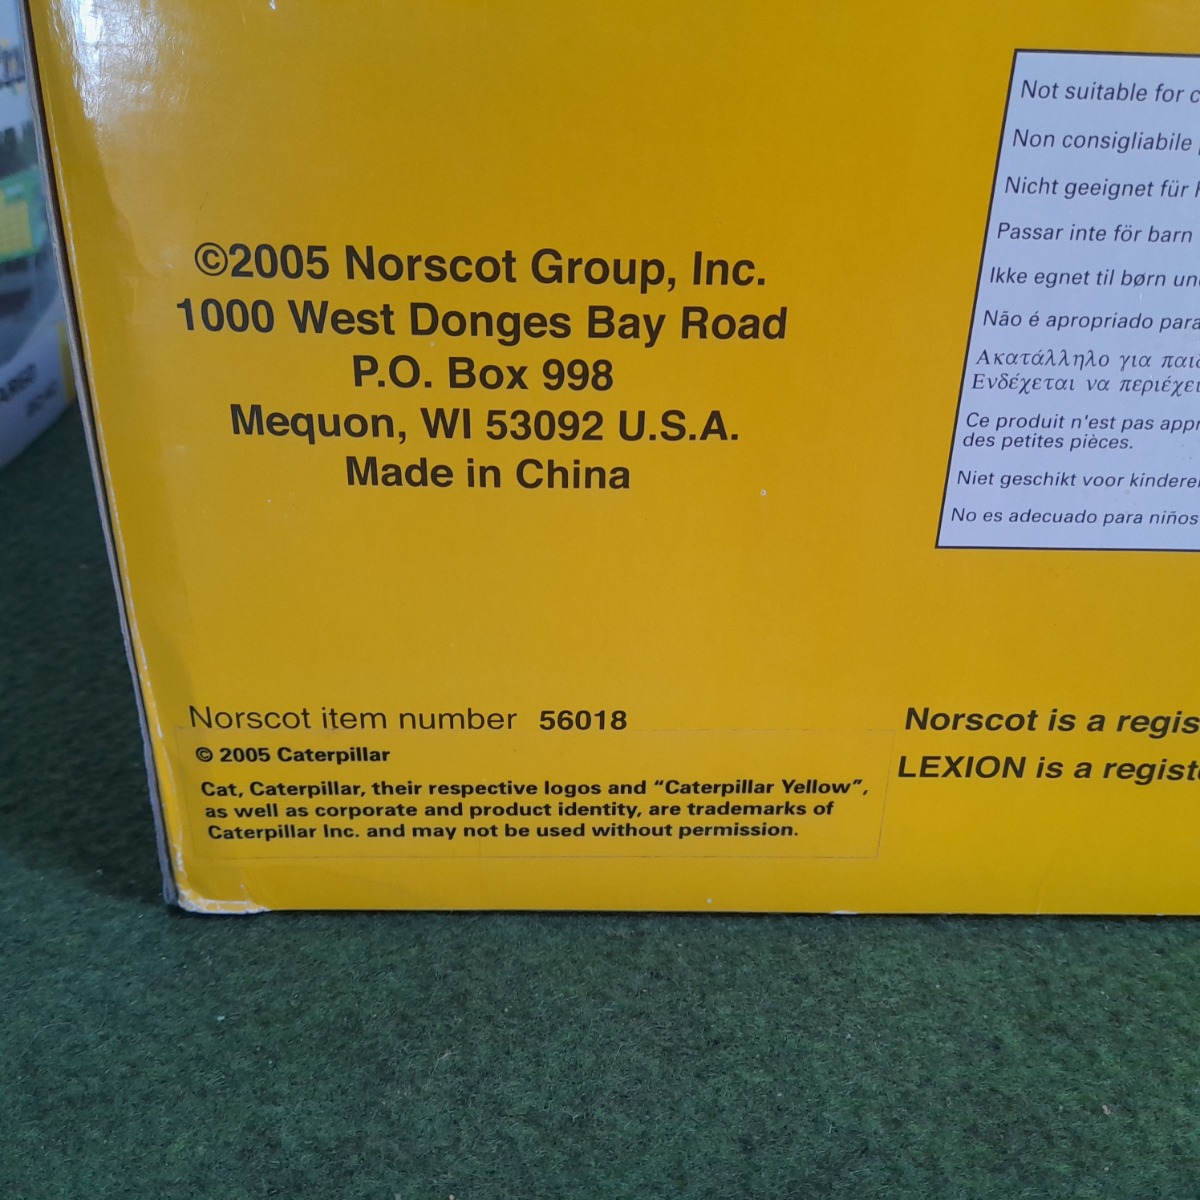 ©2005 Norscot Group, Inc.
1000 West Donges Bay Road
P.O. Box 998
Mequon, WI 53092 U.S.A.
Made in China
Not suitable for
Non consigliabile
Nicht geeignet für
Passar inte för barn
Ikke egnet til børn
Não é apropriado para
Ακατάλληλο για
Ενδέχεται να
Ce produit n'est pas
des petites pièces.
Niet geschikt voor
No es adecuado para niños
Norscot item number 56018
© 2005 Caterpillar
Cat, Caterpillar, their respective logos and “Caterpillar Yellow”,
as well as corporate and product identity, are trademarks of
Caterpillar Inc. and may not be used without permission.
Norscot is a
LEXION is a